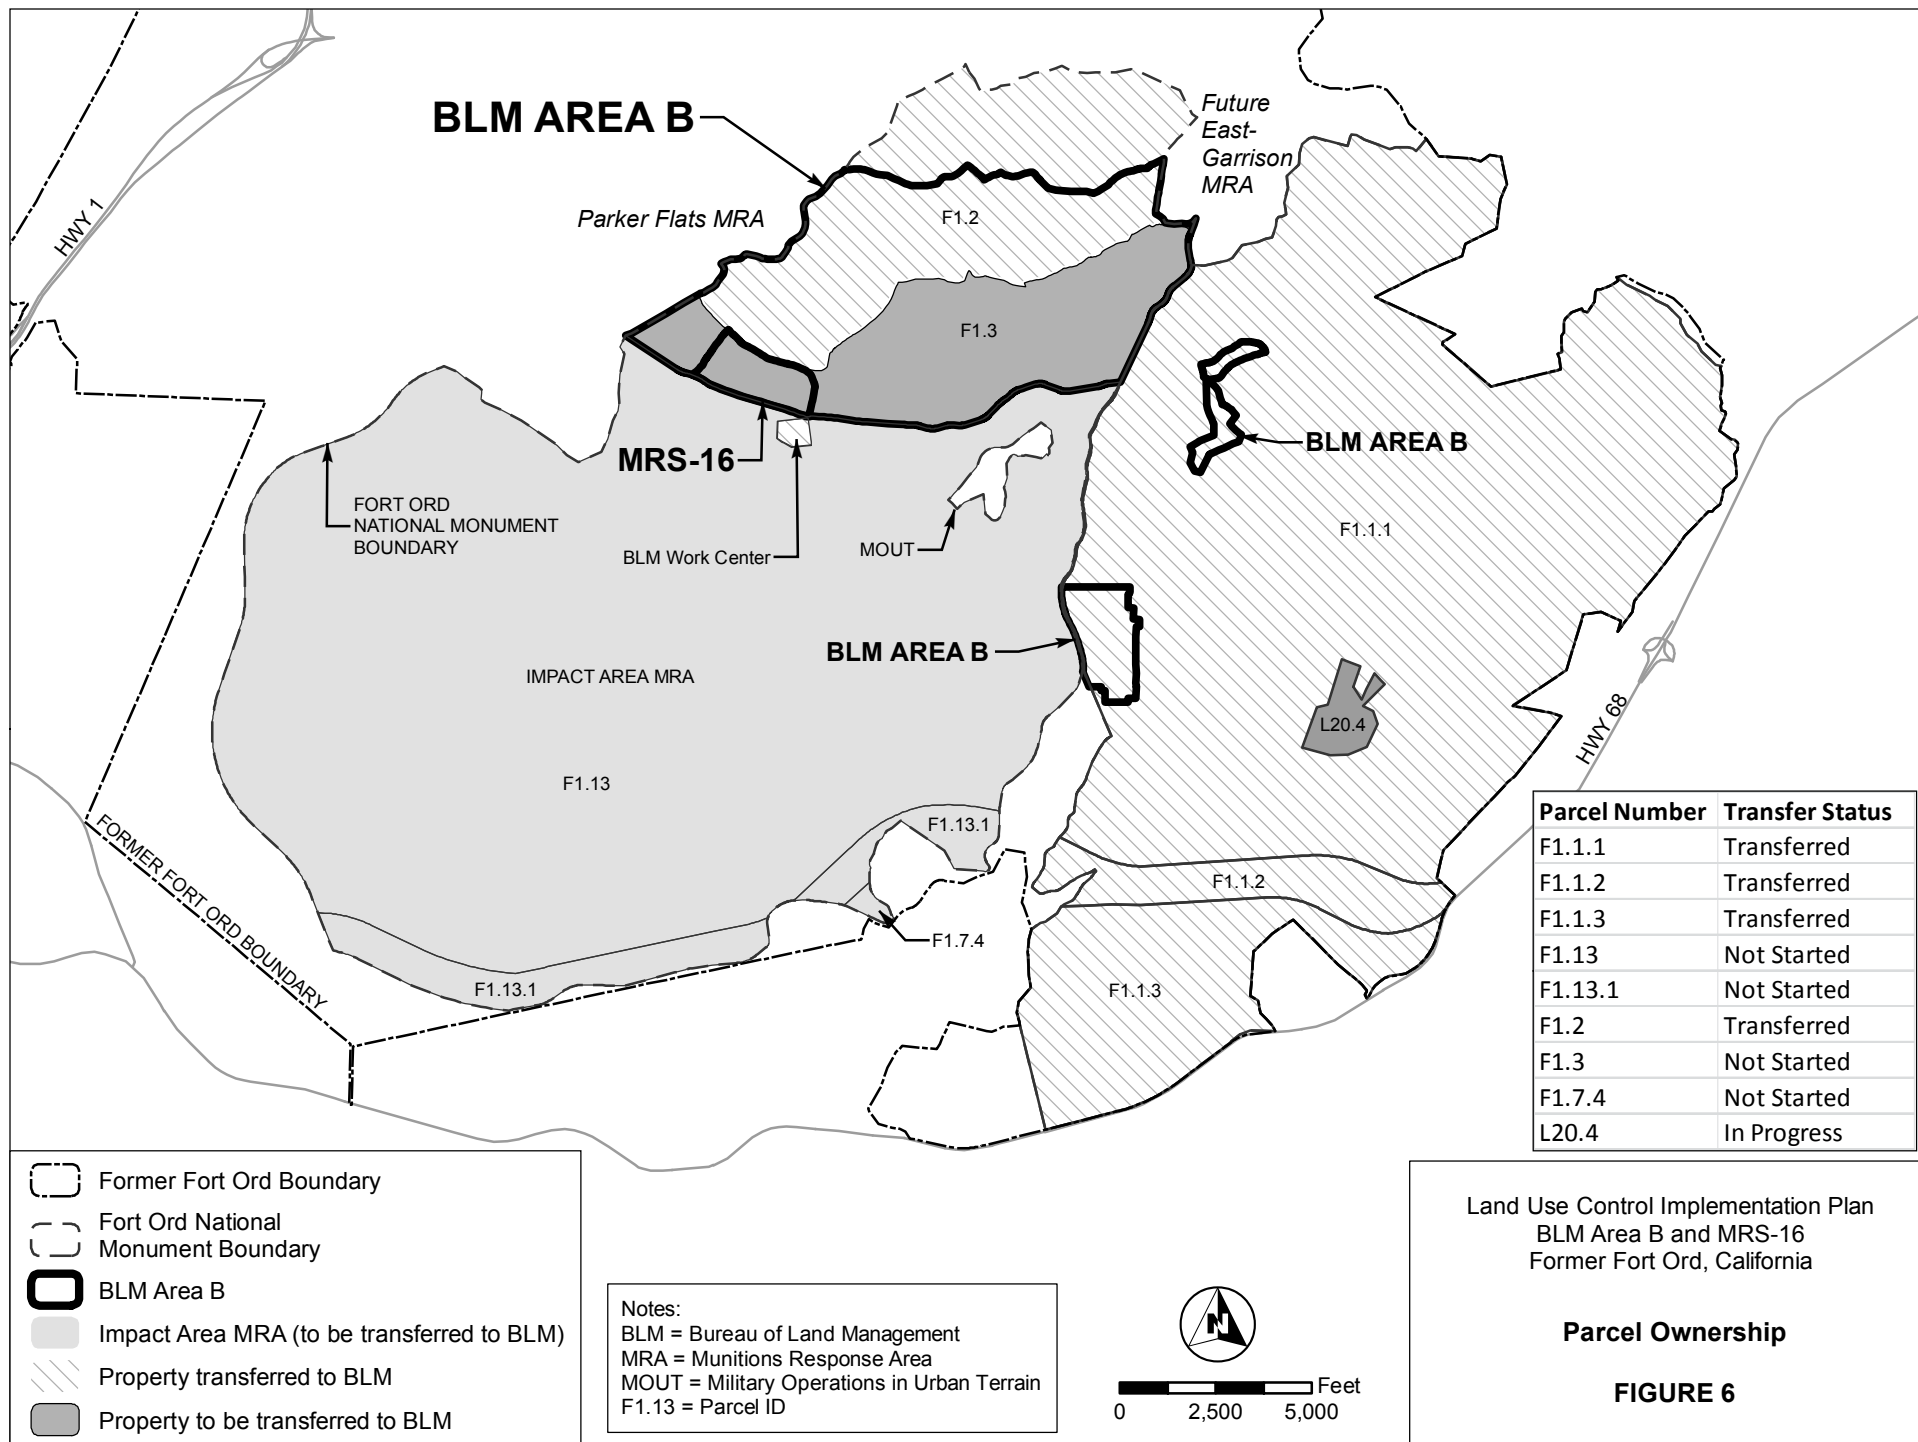 BLM AREA B
Future
East-
Garrison
MRA
Parker Flats MRA
HWY 1
F1.2
F1.3
BLM AREA B
MRS-16
FORT ORD
NATIONAL MONUMENT
BOUNDARY
BLM Work Center
MOUT
F1.1.1
BLM AREA B
IMPACT AREA MRA
L20.4
HWY 68
F1.13
F1.13.1
FORMER FORT ORD BOUNDARY
F1.1.2
F1.7.4
F1.13.1
F1.1.3
Parcel Number Transfer Status
F1.1.1 Transferred
F1.1.2 Transferred
F1.1.3 Transferred
F1.13 Not Started
F1.13.1 Not Started
F1.2 Transferred
F1.3 Not Started
F1.7.4 Not Started
L20.4 In Progress
Former Fort Ord Boundary
Fort Ord National
Monument Boundary
BLM Area B
Impact Area MRA (to be transferred to BLM)
Property transferred to BLM
Property to be transferred to BLM
Notes:
BLM = Bureau of Land Management
MRA = Munitions Response Area
MOUT = Military Operations in Urban Terrain
F1.13 = Parcel ID
N
Feet
0 2,500 5,000
Land Use Control Implementation Plan
BLM Area B and MRS-16
Former Fort Ord, California
Parcel Ownership
FIGURE 6